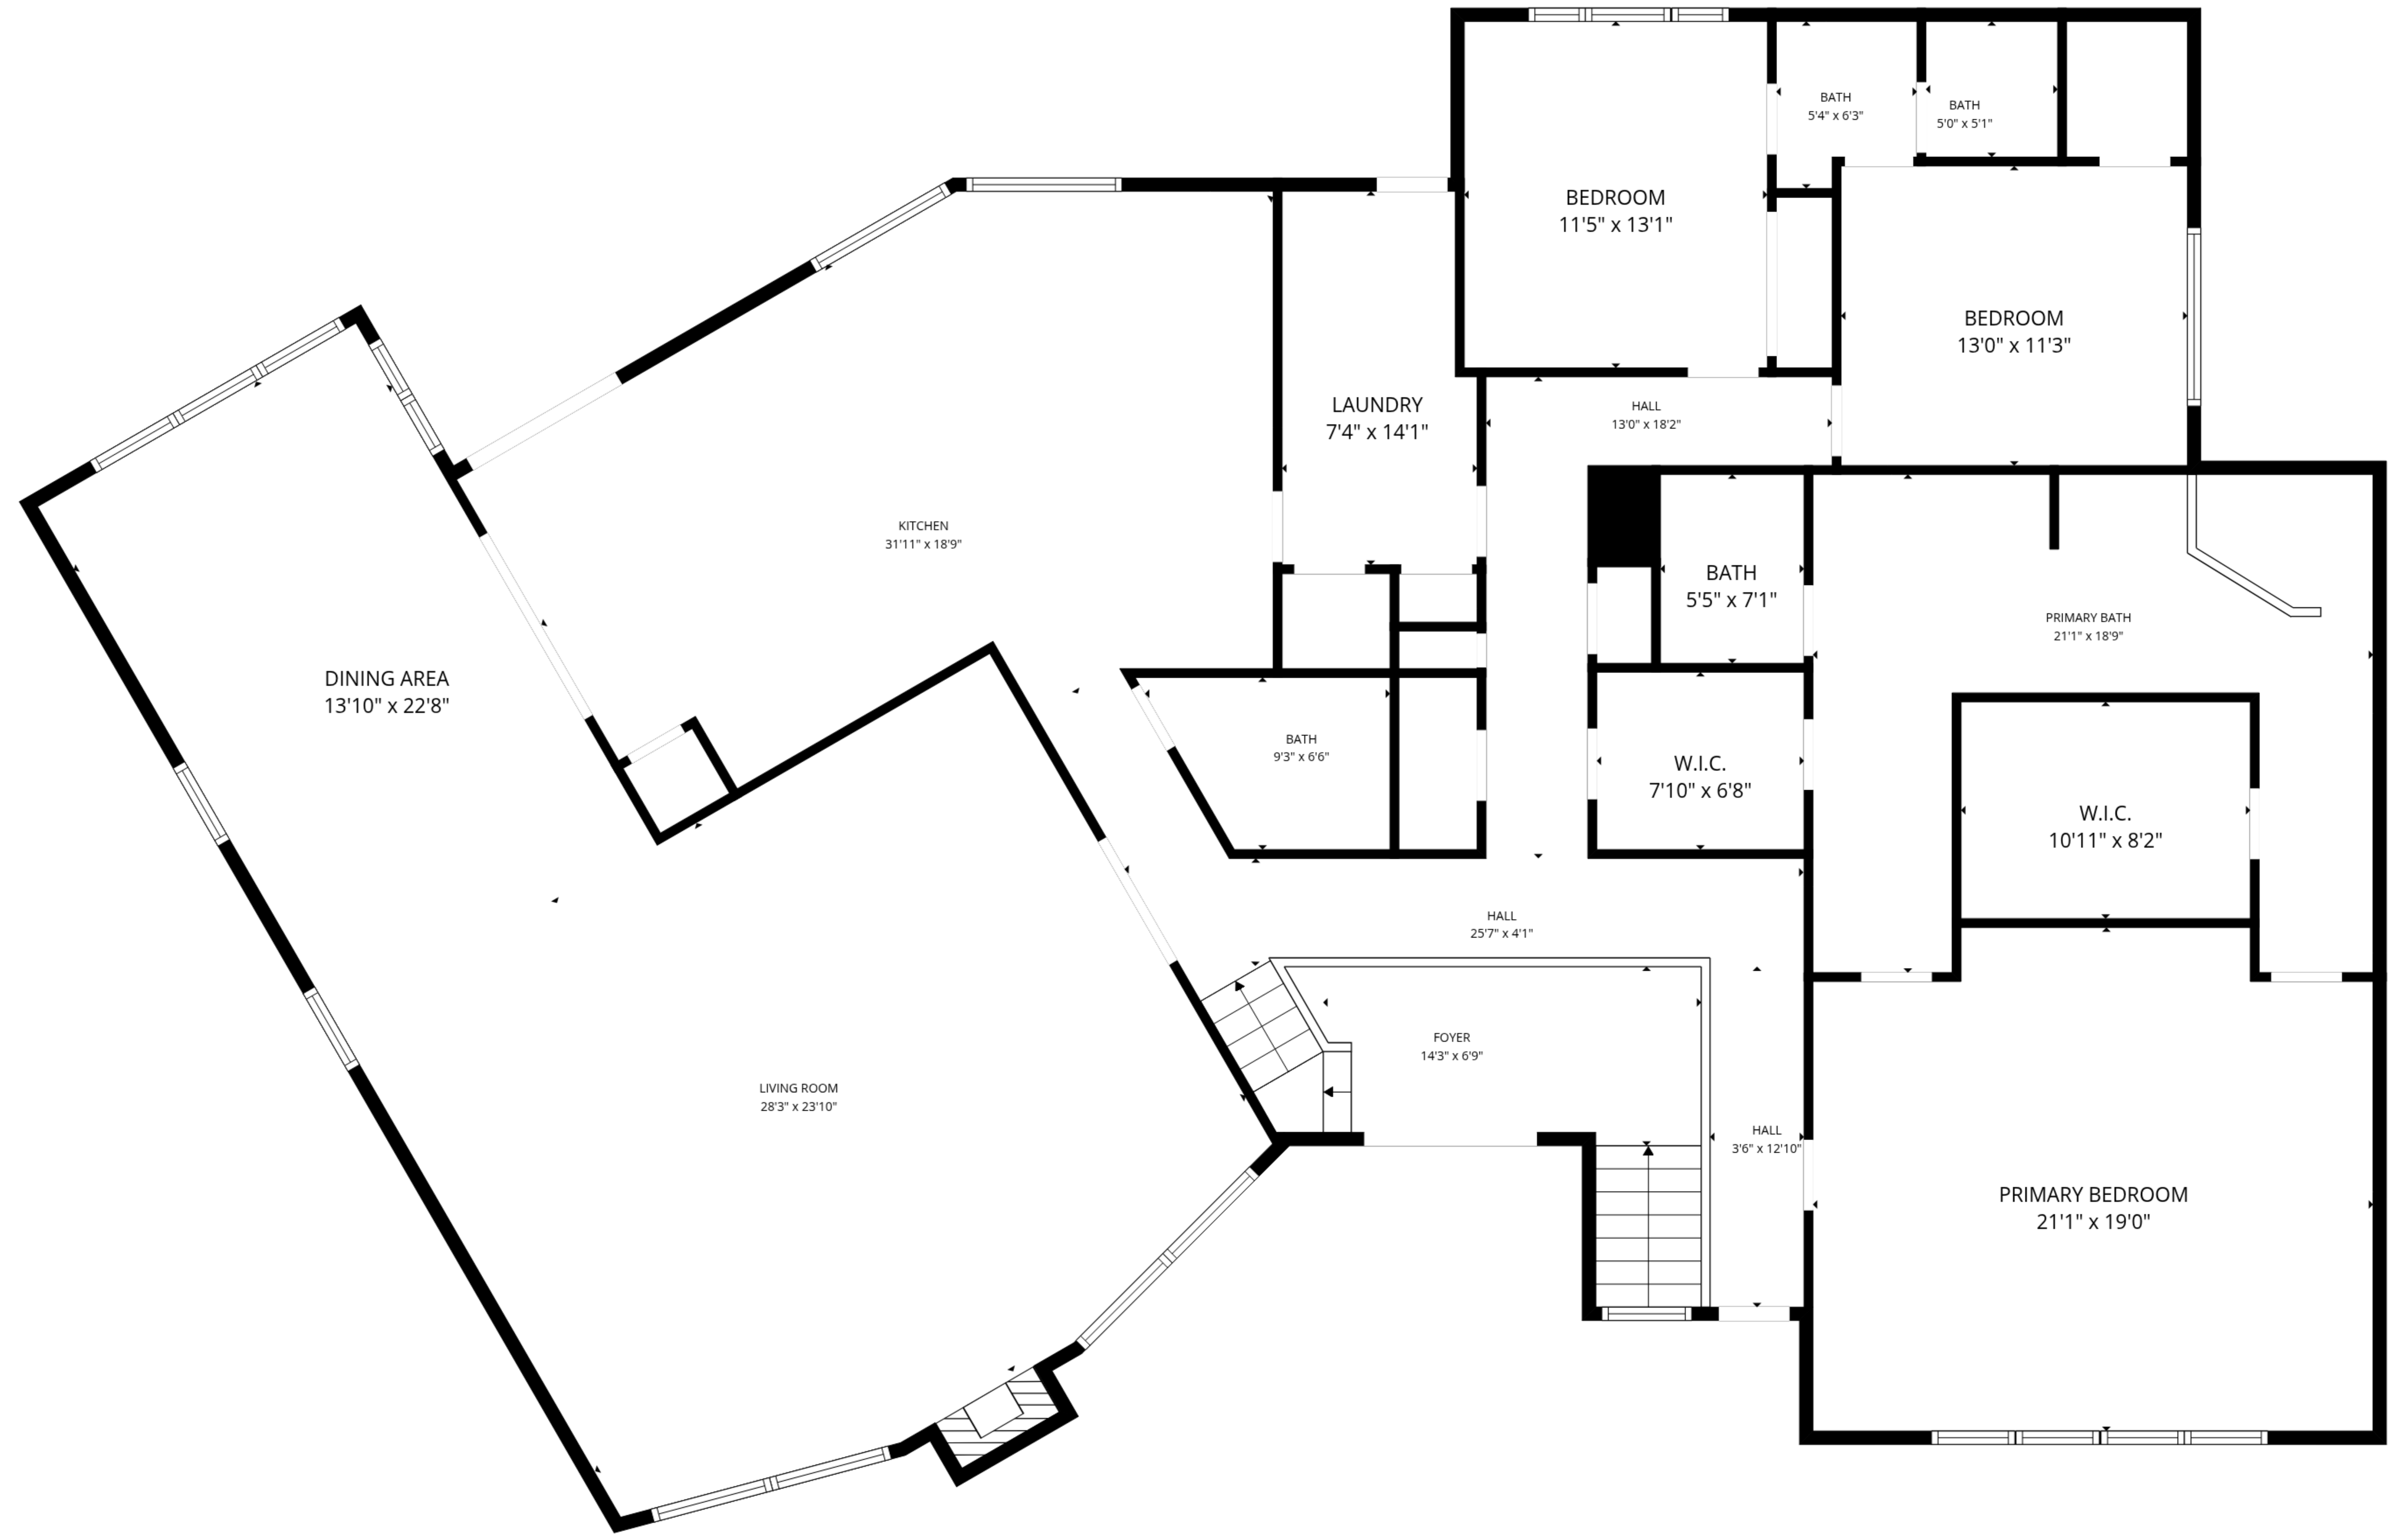 BATH
5'4" x 6'3"
BATH
5'0" x 5'1"
BEDROOM
11'5" x 13'1"
BEDROOM
13'0" x 11'3"
LAUNDRY
7'4" x 14'1"
HALL
13'0" x 18'2"
KITCHEN
31'11" x 18'9"
BATH
5'5" x 7'1"
PRIMARY BATH
21'1" x 18'9"
DINING AREA
13'10" x 22'8"
BATH
9'3" x 6'6"
W.I.C.
7'10" x 6'8"
W.I.C.
10'11" x 8'2"
HALL
25'7" x 4'1"
FOYER
14'3" x 6'9"
LIVING ROOM
28'3" x 23'10"
HALL
3'6" x 12'10"
PRIMARY BEDROOM
21'1" x 19'0"